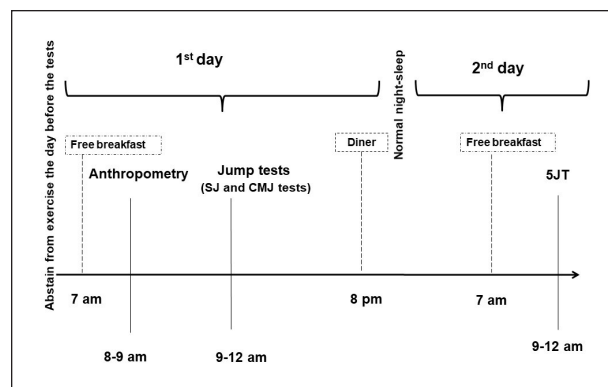 Abstain from exercise the day before the tests
1st day
Normal night-sleep
2nd day
Free breakfast
Diner
Free breakfast
Anthropometry
Jump tests
(SJ and CMJ tests)
5JT
7 am
8 pm
7 am
8-9 am
9-12 am
9-12 am